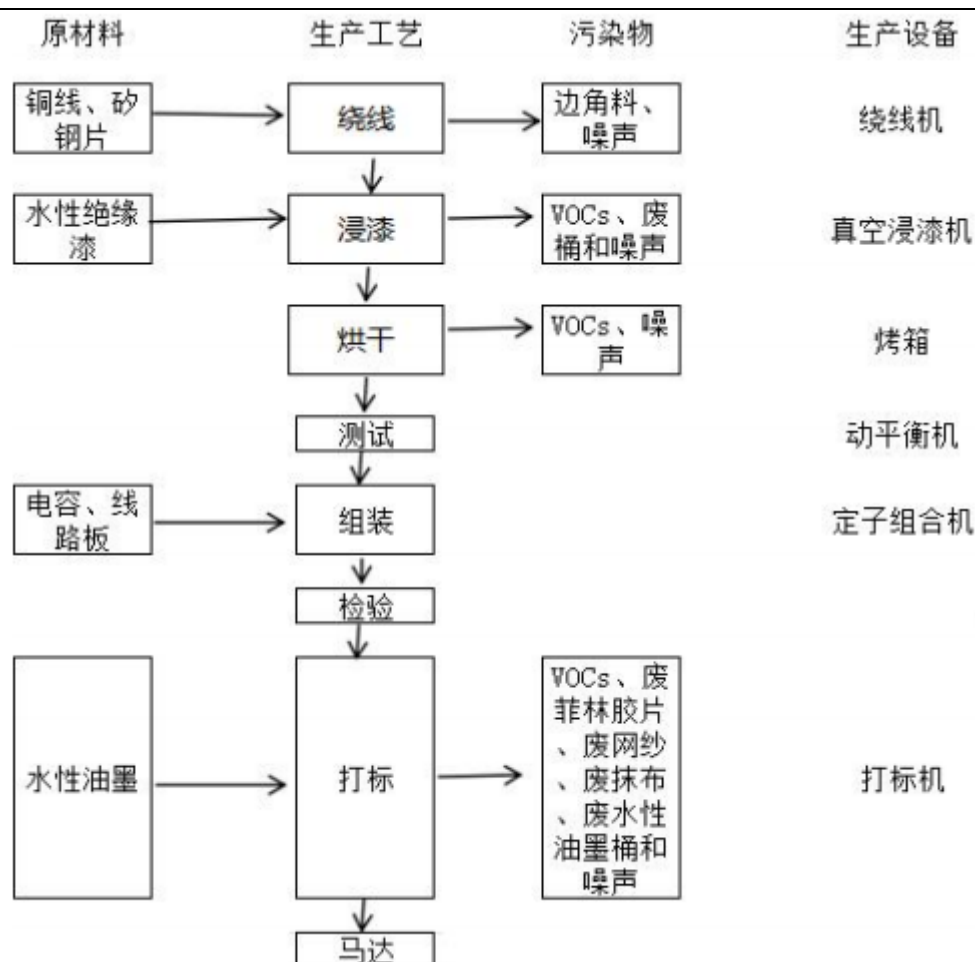 原材料 生产工艺 污染物 生产设备
铜线、矽
钢片
绕线
边角料、
噪声
绕线机
水性绝缘
漆
浸漆
VOCs、废
桶和噪声
真空浸漆机
烘干
VOCs、噪
声
烤箱
测试
动平衡机
电容、线
路板
组装
定子组合机
检验
水性油墨
打标
VOCs、废
菲林胶片
、废网纱
、废抹布
、废水性
油墨桶和
噪声
打标机
马达